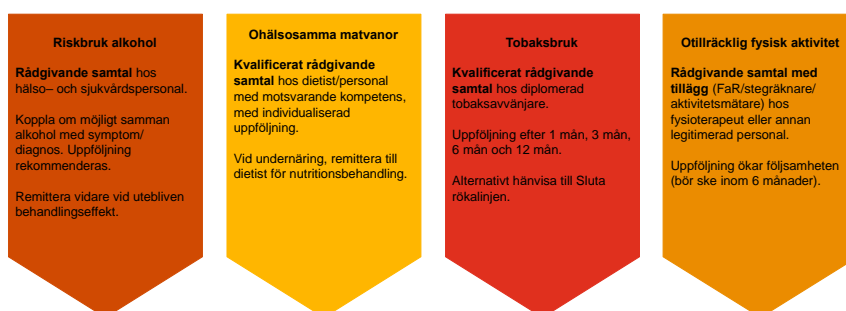 Riskbruk alkohol
Rådgivande samtal hos
hälso– och sjukvårdspersonal.
Koppla om möjligt samman
alkohol med symptom/
diagnos. Uppföljning
rekommenderas.
Remittera vidare vid utebliven
behandlingseffekt.
Ohälsosamma matvanor
Kvalificerat rådgivande
samtal hos dietist/personal
med motsvarande kompetens,
med individualiserad
uppföljning.
Vid undernäring, remittera till
dietist för nutritionsbehandling.
Tobaksbruk
Kvalificerat rådgivande
samtal hos diplomerad
tobaksavvänjare.
Uppföljning efter 1 mån, 3 mån,
6 mån och 12 mån.
Alternativt hänvisa till Sluta
rökalinjen.
Otillräcklig fysisk aktivitet
Rådgivande samtal med
tillägg (FaR/stegräknare/
aktivitetsmätare) hos
fysioterapeut eller annan
legitimerad personal.
Uppföljning ökar följsamheten
(bör ske inom 6 månader).